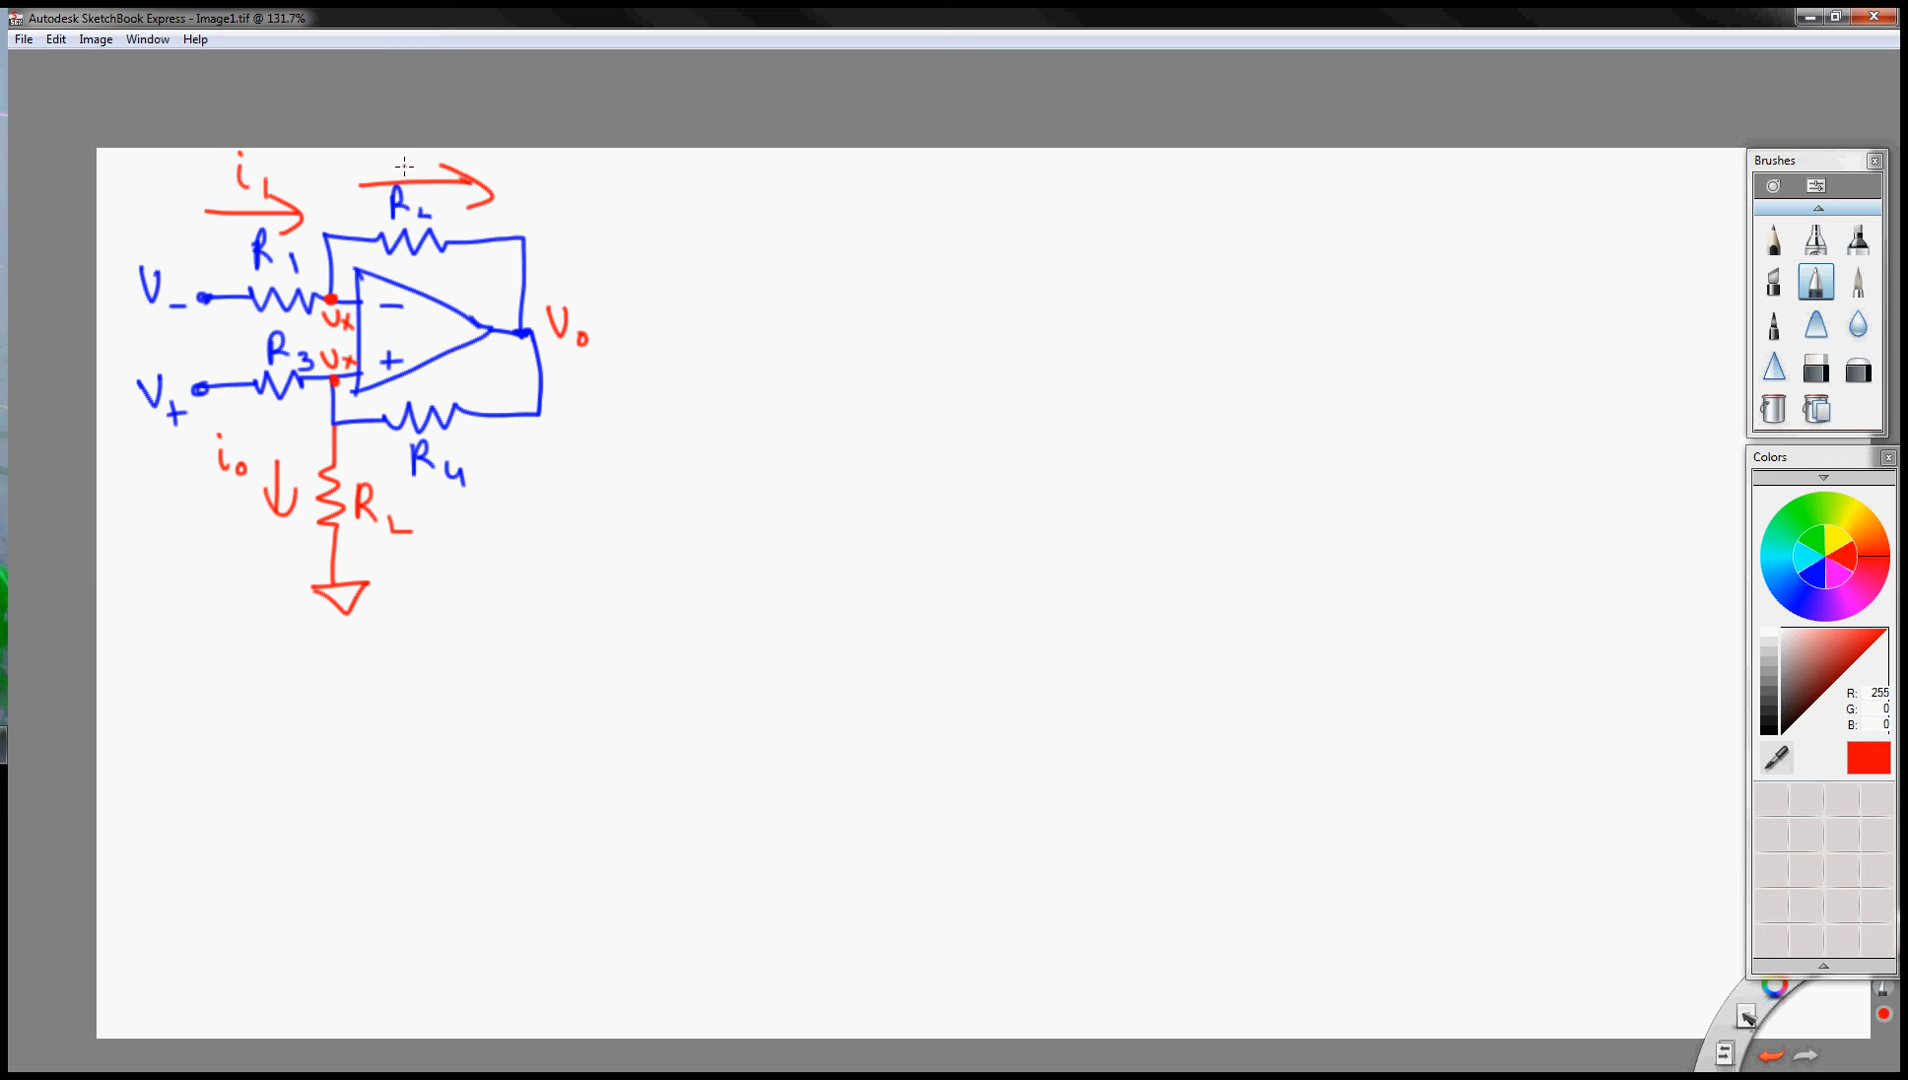 Autodesk SketchBook Express - Image1.tif @ 131.7%
File Edit Image Window Help
i1
R2
R1
V-
Vx
-
Vo
R3
Vx
+
V+
io
R4
RL
Brushes
Colors
R: 255
G: 0
B: 0